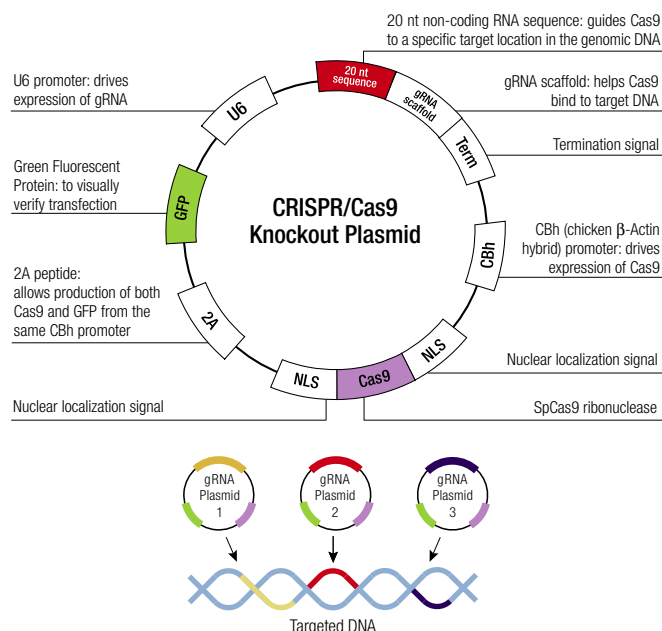 20 nt non-coding RNA sequence: guides Cas9
to a specific target location in the genomic DNA
U6 promoter: drives
expression of gRNA
gRNA scaffold: helps Cas9
bind to target DNA
Termination signal
Green Fluorescent
Protein: to visually
verify transfection
CBh (chicken β-Actin
hybrid) promoter: drives
expression of Cas9
2A peptide:
allows production of both
Cas9 and GFP from the
same CBh promoter
Nuclear localization signal
Nuclear localization signal
SpCas9 ribonuclease
CRISPR/Cas9
Knockout Plasmid
20 nt
sequence
gRNA
scaffold
Term
CBh
NLS
Cas9
NLS
2A
GFP
U6
gRNA
Plasmid
1
gRNA
Plasmid
2
gRNA
Plasmid
3
Targeted DNA